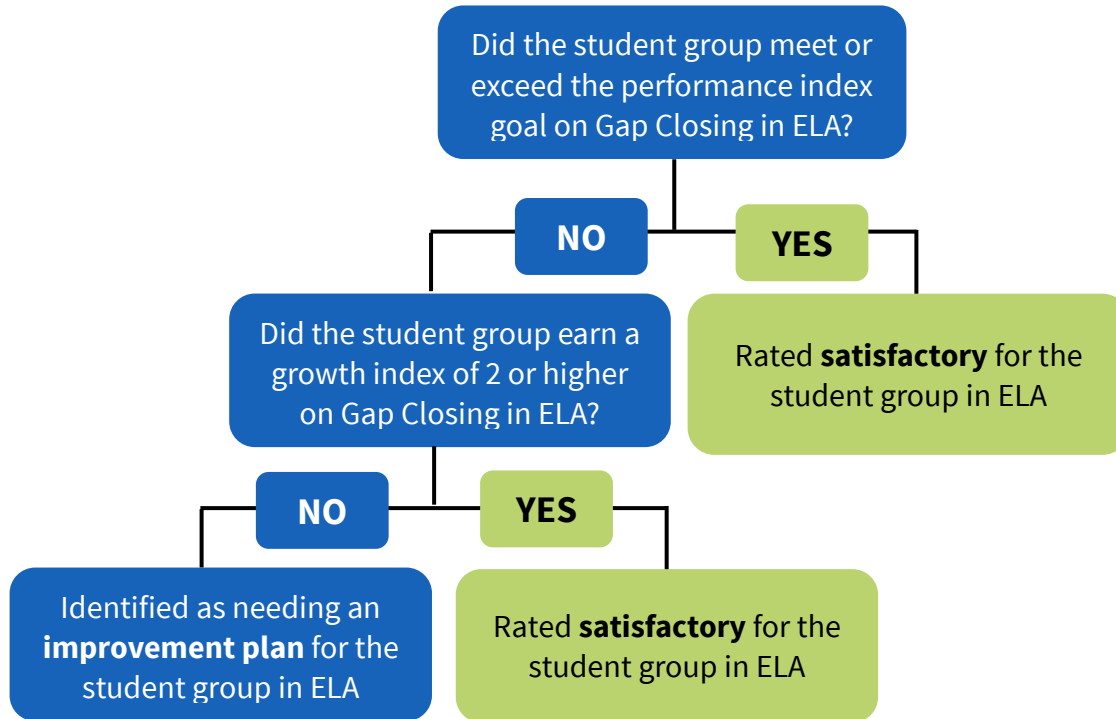 Did the student group meet or
exceed the performance index
goal on Gap Closing in ELA?
NO
YES
Did the student group earn a
growth index of 2 or higher
on Gap Closing in ELA?
Rated satisfactory for the
student group in ELA
NO
YES
Identified as needing an
improvement plan for the
student group in ELA
Rated satisfactory for the
student group in ELA